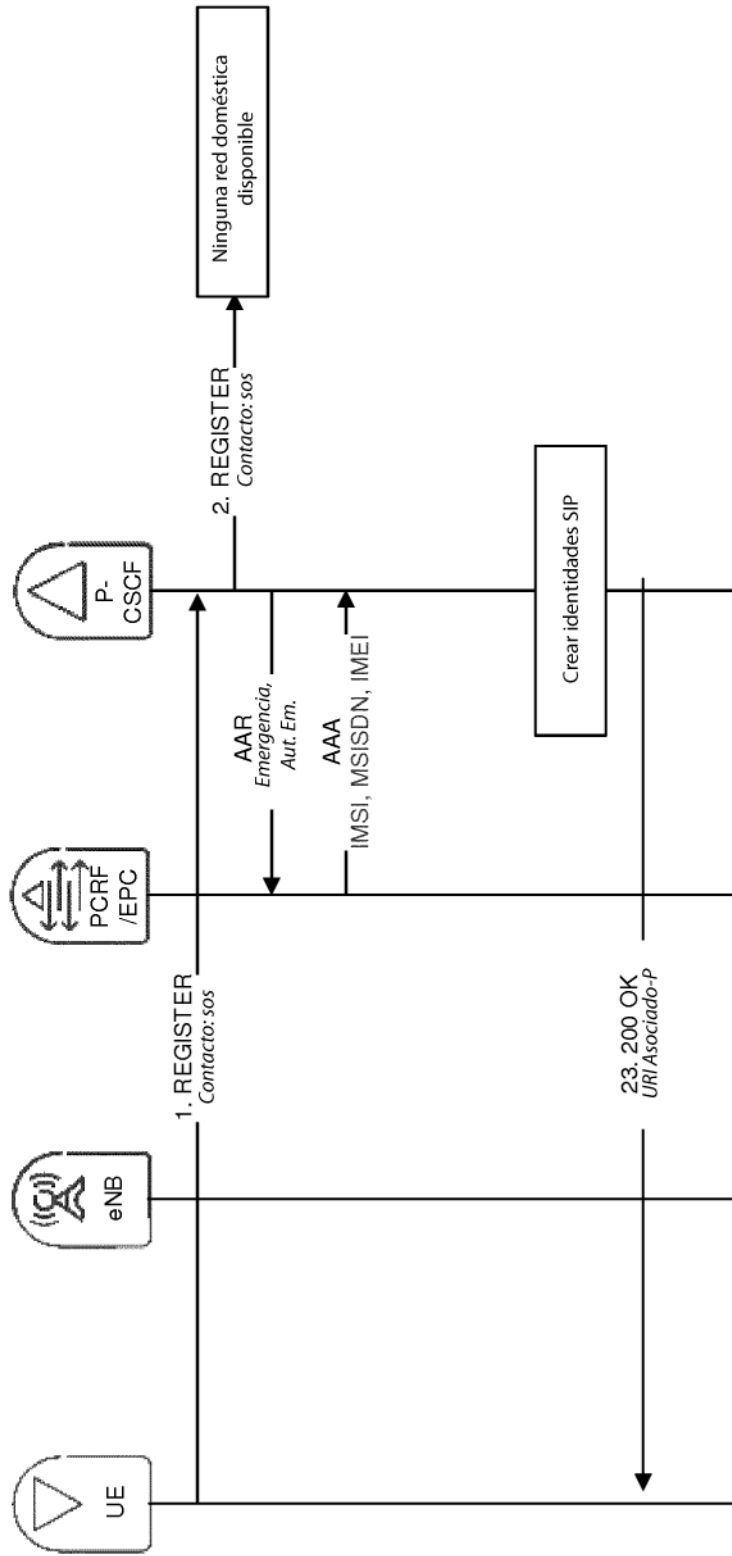 UE
eNB
PCRF
/EPC
P-
CSCF
1. REGISTER
Contacto: sos
2. REGISTER
Contacto: sos
Ninguna red doméstica
disponible
AAR
Emergencia,
Aut. Em.
AAA
IMSI, MSISDN, IMEI
Crear identidades SIP
23. 200 OK
URI Asociado-P